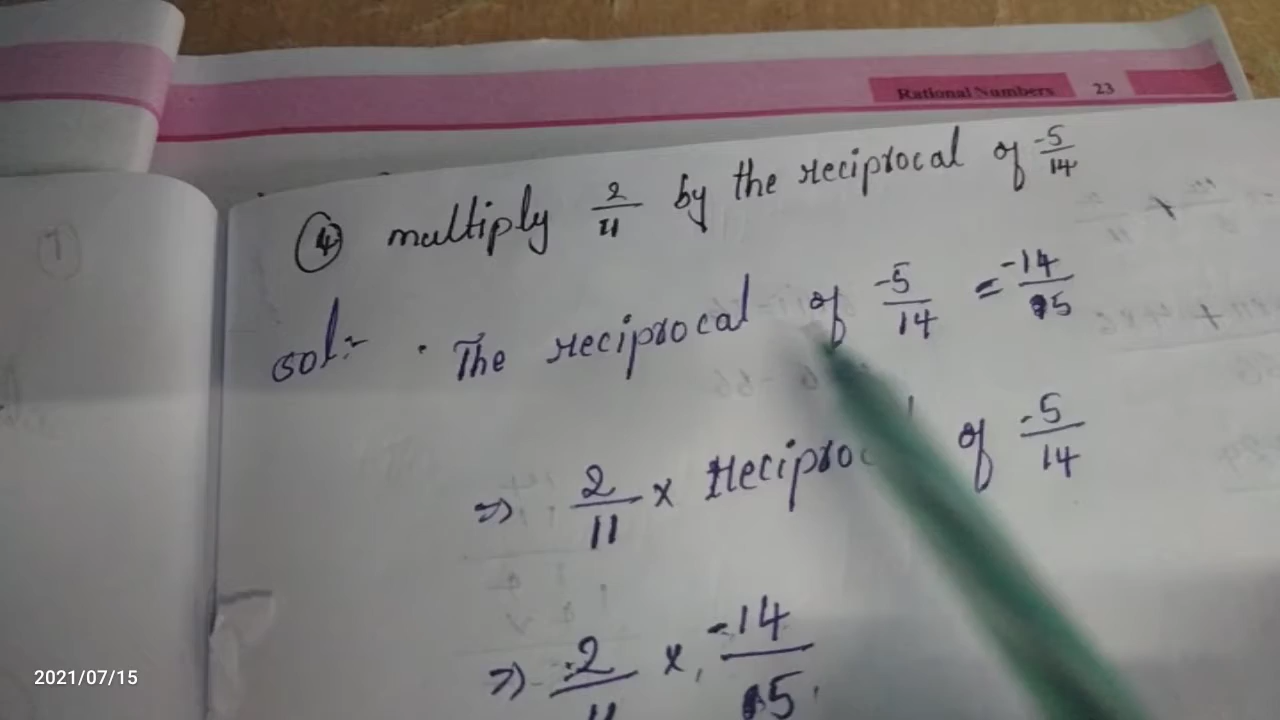 Rational Numbers 23
④ multiply 2/11 by the reciprocal of -5/14
sol:- · The reciprocal of -5/14 = -14/5
=> 2/11 × reciproc of -5/14
=> 2/11 × -14/5
2021/07/15